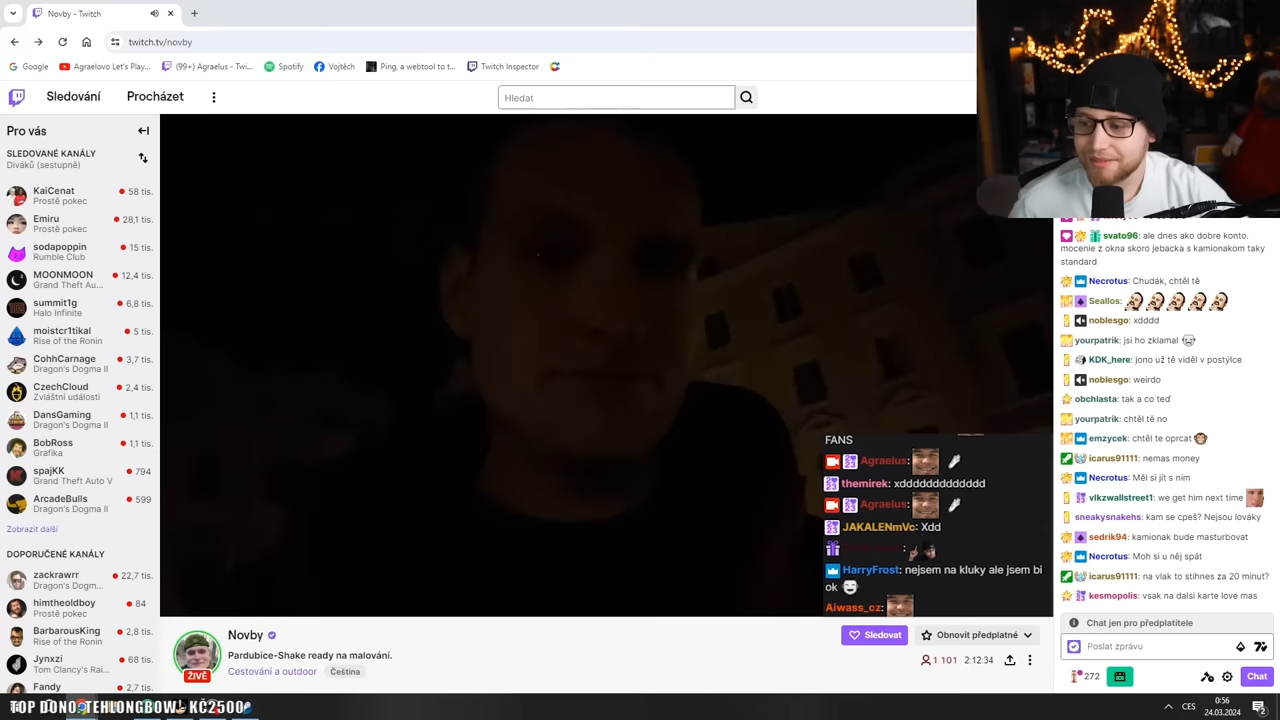 Novby - Twitch
twitch.tv/novby
Google
Agraelovo Let's Play...
(99+) Agraelus - Twi...
Spotify
Vojtěch
Ping, a webtool to t...
Twitch Inspector
Sledování
Procházet
Hledat
Pro vás
SLEDOVANÉ KANÁLY
Diváků (sestupně)
KaiCenat
58 tis.
Prostě pokec
Emiru
28,1 tis.
Prostě pokec
sodapoppin
15 tis.
Rumble Club
MOONMOON
12,4 tis.
Grand Theft Au...
summit1g
6,8 tis.
Halo Infinite
moistcr1tikal
5 tis.
Rise of the Ronin
CohhCarnage
3,7 tis.
Dragon's Dogma II
CzechCloud
2,4 tis.
Zvláštní události
DansGaming
1,1 tis.
Dragon's Dogma II
BobRoss
1,1 tis.
Grafika
spajKK
794
Grand Theft Auto V
ArcadeBulls
599
Dragon's Dogma II
Zobrazit další
DOPORUČENÉ KANÁLY
zackrawrr
22,7 tis.
Dragon's Dogm...
himtheoldboy
84
Prostě pokec
BarbarousKing
2,8 tis.
Rise of the Ronin
Jynxzi
68 tis.
Tom Clancy's Rai...
Fandy
2,7 tis.
FANS
Agraelus:
themirek: xddddddddddddd
Agraelus:
JAKALENmVc: Xdd
HarryFrost: nejsem na kluky ale jsem bi
ok
Aiwass_cz:
Novby
Pardubice-Shake ready na malování.
Cestování a outdoor
Čeština
ŽIVĚ
Sledovat
Obnovit předplatné
1 101
2:12:34
svato96: ale dnes ako dobre konto.
mocenie z okna skoro jebacka s kamionakom taky
standard
Necrotus: Chudák, chtěl tě
Seallos:
noblesgo: xdddd
yourpatrik: jsi ho zklamal
KDK_here: jono už tě viděl v postýlce
noblesgo: weirdo
obchlasta: tak a co teď
yourpatrik: chtěl tě no
emzycek: chtěl te oprcat
icarus91111: nemas money
Necrotus: Měl si jít s ním
vlkzwallstreet1: we get him next time
sneakysnakehs: kam se cpeš? Nejsou lováky
sedrik94: kamionak bude masturbovat
Necrotus: Moh si u něj spát
icarus91111: na vlak to stihnes za 20 minut?
kesmopolis: vsak na dalsi karte love mas
Chat jen pro předplatitele
Poslat zprávu
272
Chat
TOP DONO: TEHLONGBOW - KČ2500
CES
0:56
24.03.2024
2